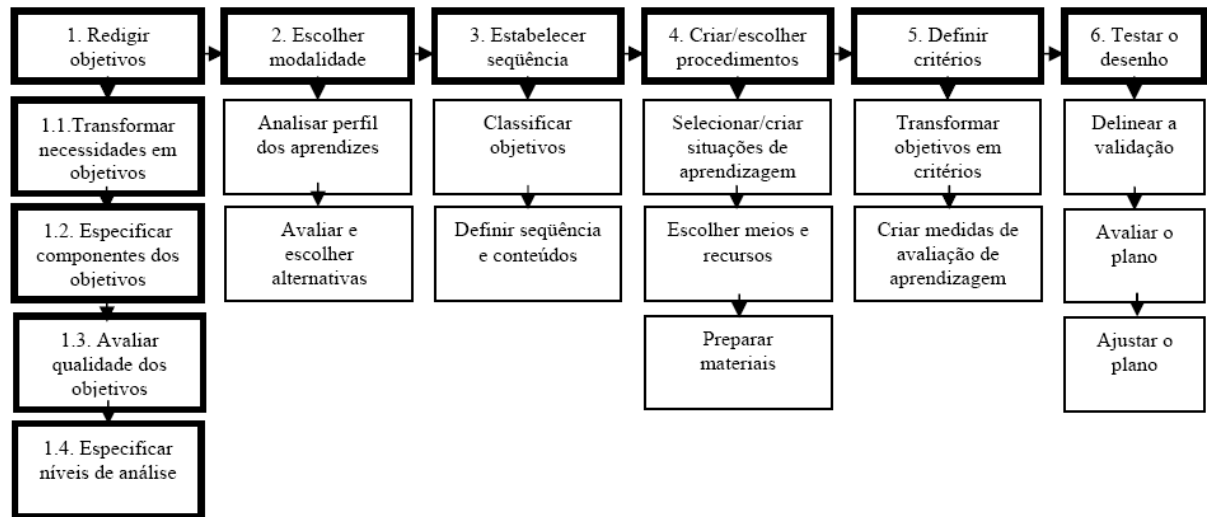 1. Redigir
objetivos
2. Escolher
modalidade
3. Estabelecer
seqüência
4. Criar/escolher
procedimentos
5. Definir
critérios
6. Testar o
desenho
1.1.Transformar
necessidades em
objetivos
Analisar perfil
dos aprendizes
Classificar
objetivos
Selecionar/criar
situações de
aprendizagem
Transformar
objetivos em
critérios
Delinear a
validação
1.2. Especificar
componentes dos
objetivos
Avaliar e
escolher
alternativas
Definir seqüência
e conteúdos
Escolher meios e
recursos
Criar medidas de
avaliação de
aprendizagem
Avaliar o
plano
1.3. Avaliar
qualidade dos
objetivos
Preparar
materiais
Ajustar o
plano
1.4. Especificar
níveis de análise